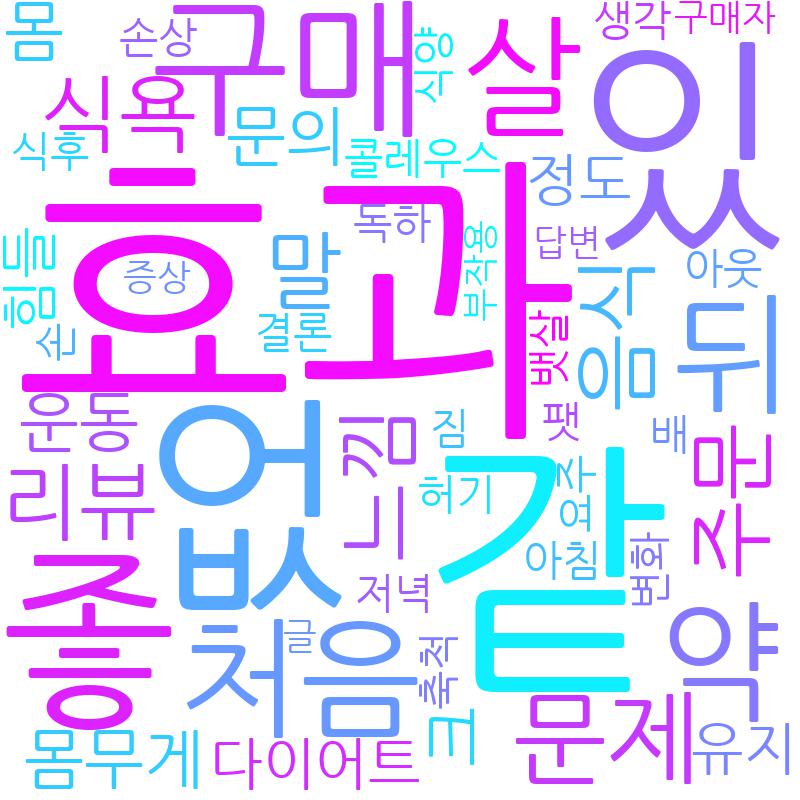 몸
손상
구매
식양
살
생각
구매자
식욕
문의
있
식후
콜레우스
정도
효과
독하
부작용
답변
힘들
증상
말
아웃
손
결론
뱃살
음식
뒤
운동
없
느낌
짐
팻
배
리뷰
허기
같
요주
주문
좋
저녁
아침
변화
처음
글
축적
약
몸무게
다이어트
크
문제
유지